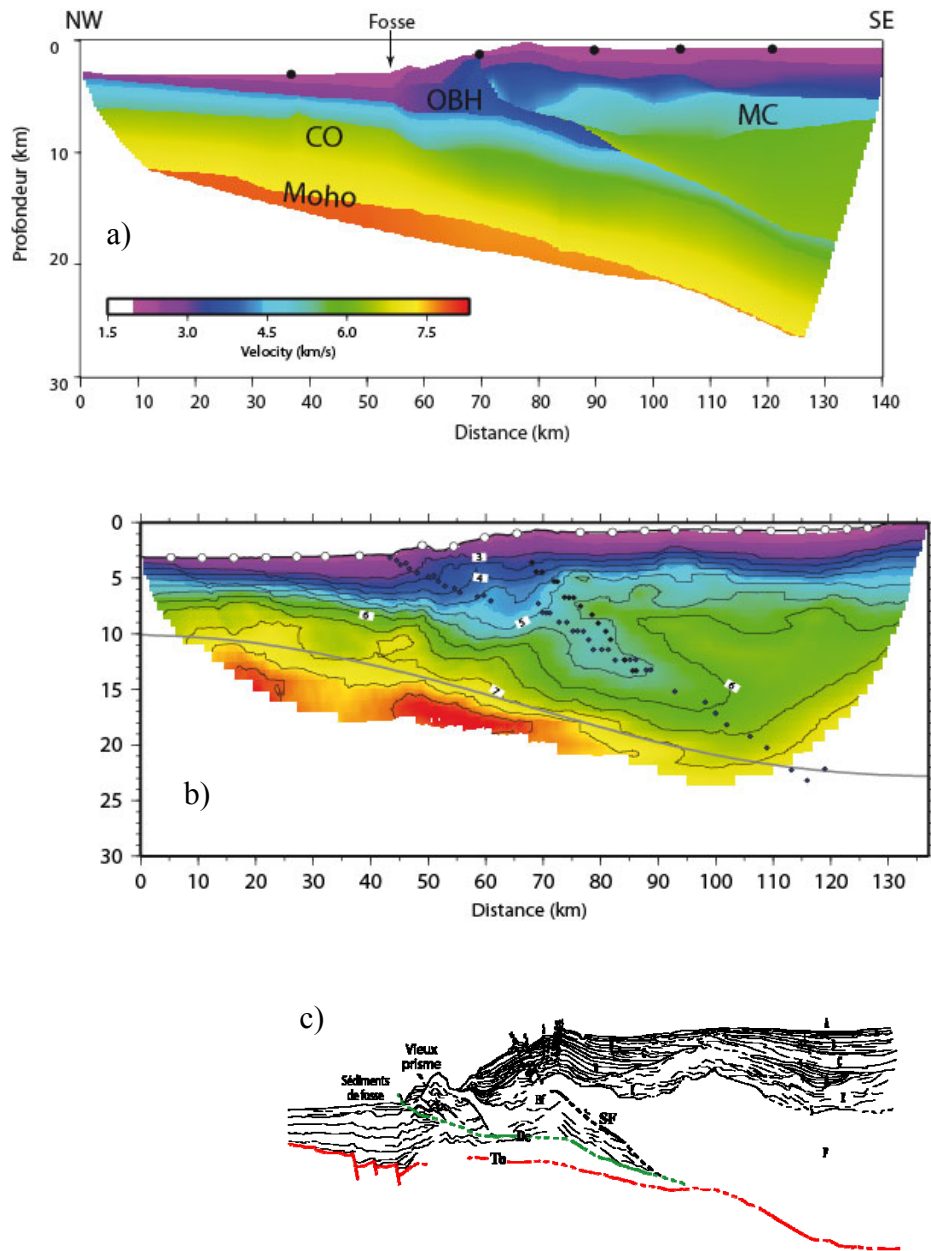 NW
Fosse
SE
OBH
MC
CO
Moho
a)
Profondeur (km)
0
10
20
30
1.5 3.0 4.5 6.0 7.5
Velocity (km/s)
0 10 20 30 40 50 60 70 80 90 100 110 120 130 140
Distance (km)
0
5
10
15
20
25
30
3
4
5
6
6
7
b)
0 10 20 30 40 50 60 70 80 90 100 110 120 130
Distance (km)
c)
Vieux
prisme
Sédiments
de fosse
A
SF
De
To
P